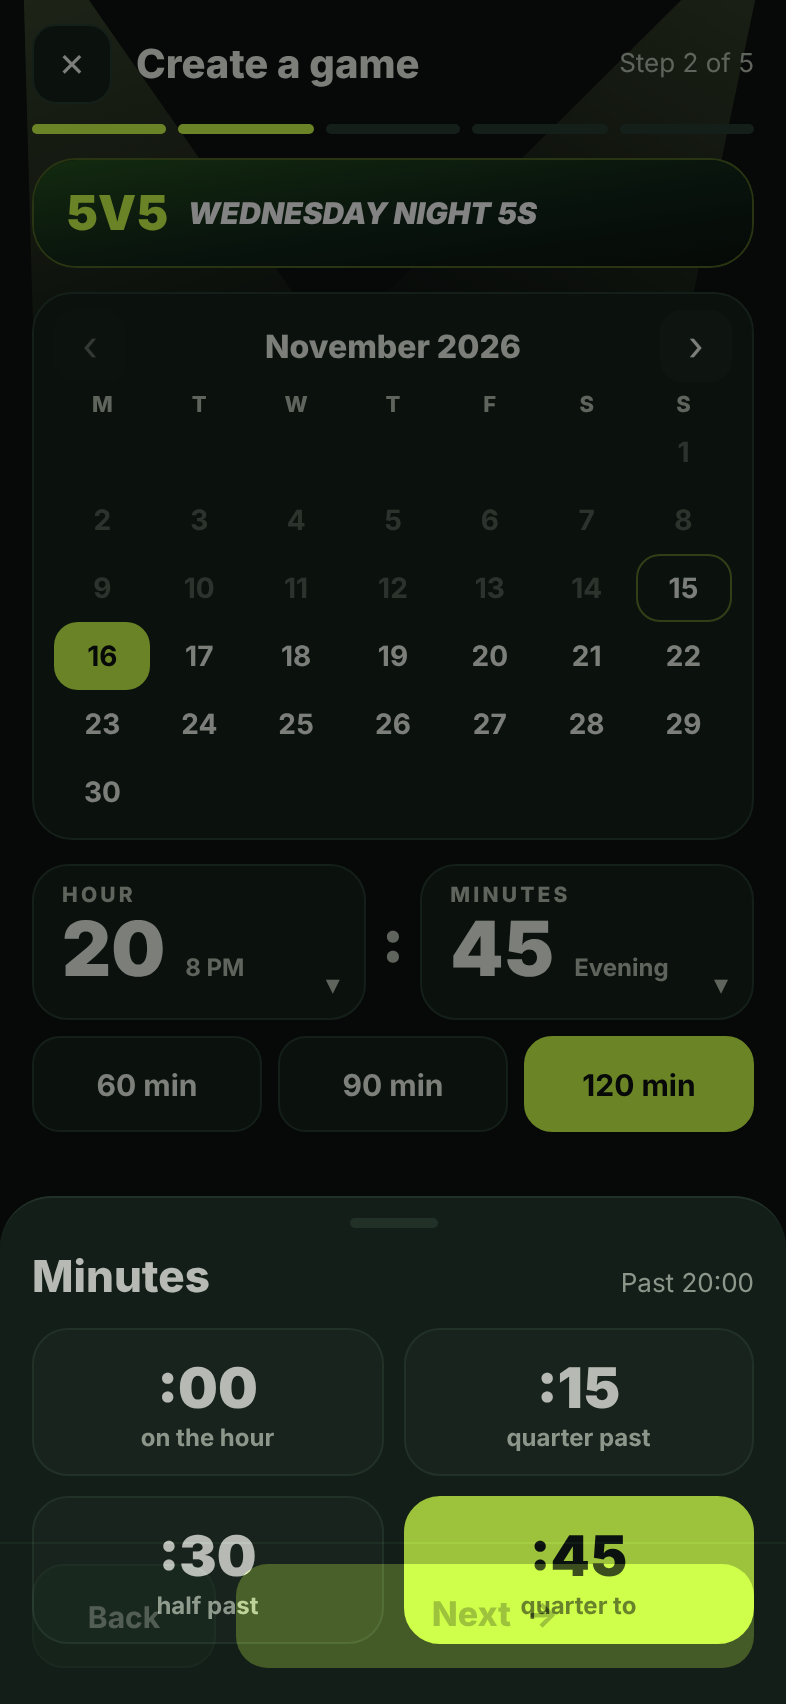 ✕ Create a game Step 2 of 5
5V5 WEDNESDAY NIGHT 5S
‹ November 2026 ›
M T W T F S S
1
2 3 4 5 6 7 8
9 10 11 12 13 14 15
16 17 18 19 20 21 22
23 24 25 26 27 28 29
30
HOUR
20 8 PM ▼
:
MINUTES
45 Evening ▼
60 min 90 min 120 min
Minutes Past 20:00
:00
on the hour
:15
quarter past
:30
half past
:45
quarter to
Back Next →